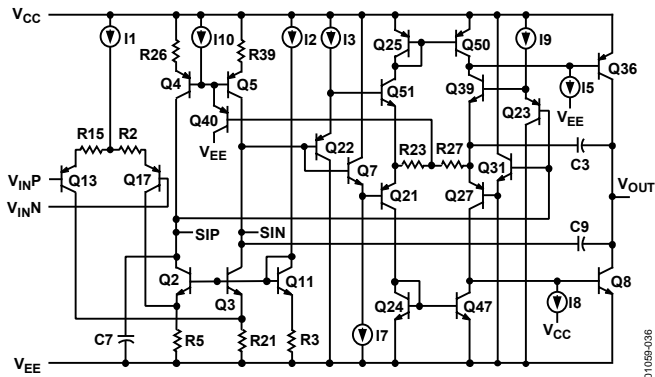 VCC
I1
I10
I2
I3
I9
R26
R39
Q25
Q50
Q4
Q5
Q51
Q39
Q36
Q40
Q23
I5
VEE
VEE
R15
R2
Q22
R23
R27
Q31
C3
VINP
Q13
Q17
Q7
Q21
Q27
VOUT
VINN
SIP
SIN
C9
Q2
Q3
Q11
Q24
Q47
Q8
I8
VCC
C7
R5
R21
R3
I7
VEE
01059-036